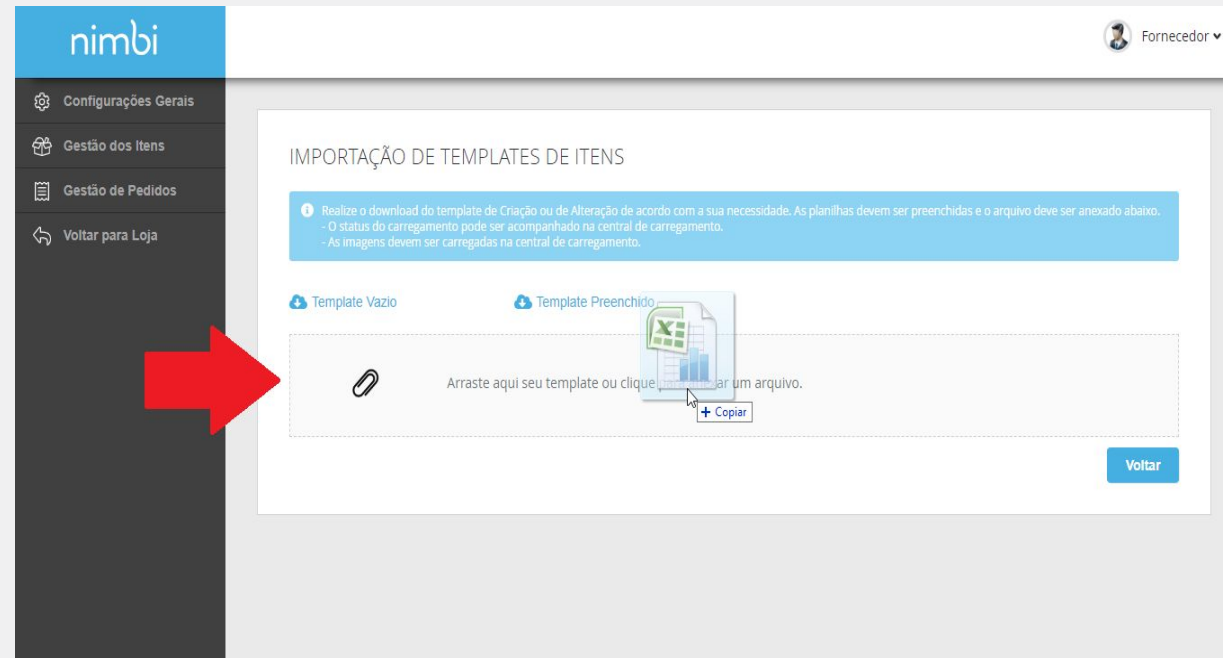 nimbi
Fornecedor
Configurações Gerais
Gestão dos Itens
Gestão de Pedidos
Voltar para Loja
IMPORTAÇÃO DE TEMPLATES DE ITENS
Realize o download do template de Criação ou de Alteração de acordo com a sua necessidade. As planilhas devem ser preenchidas e o arquivo deve ser anexado abaixo.
- O status do carregamento pode ser acompanhado na central de carregamento.
- As imagens devem ser carregadas na central de carregamento.
Template Vazio
Template Preenchido
Arraste aqui seu template ou clique ar um arquivo.
+ Copiar
Voltar